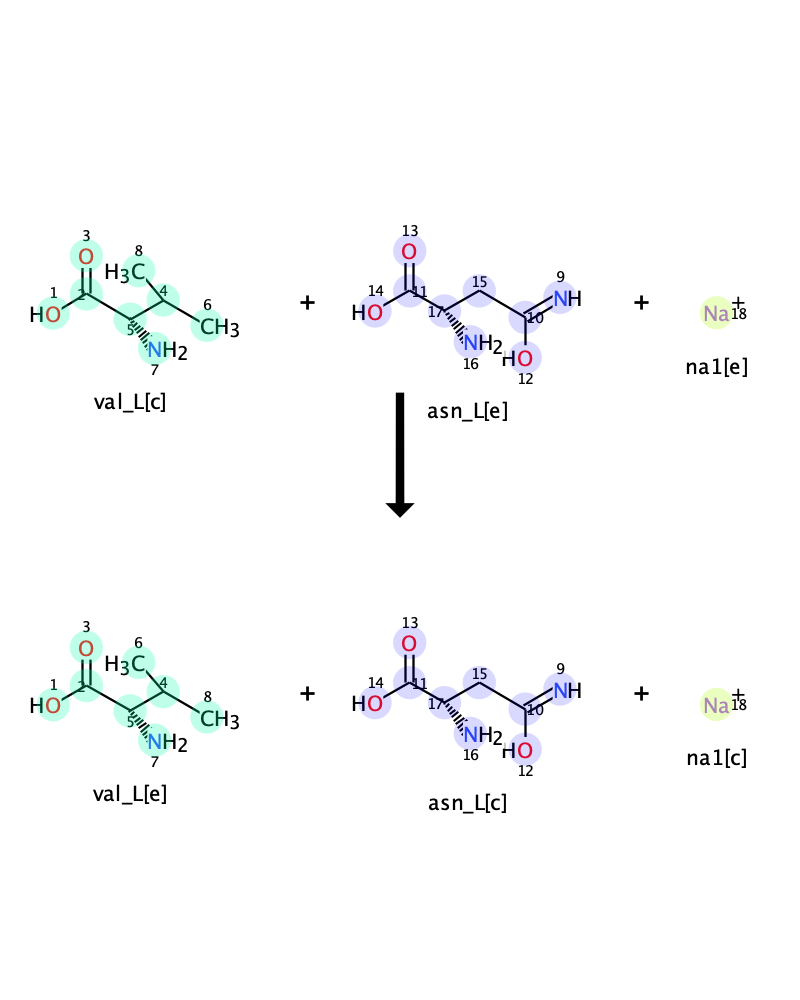 3 8 13
H₃C O
1 2 4 6 14 11 15 9
HO CH₃ + HO 17 10 NH + Na⁺ 18
5 NH₂ 7 NH₂ 16 HO 12
val_L[c] asn_L[e] na1[e]
3 6 13
O H₃C O
1 2 4 8 14 11 15 9
HO CH₃ + HO 17 10 NH + Na⁺ 18
5 NH₂ 7 NH₂ 16 HO 12
val_L[e] asn_L[c] na1[c]